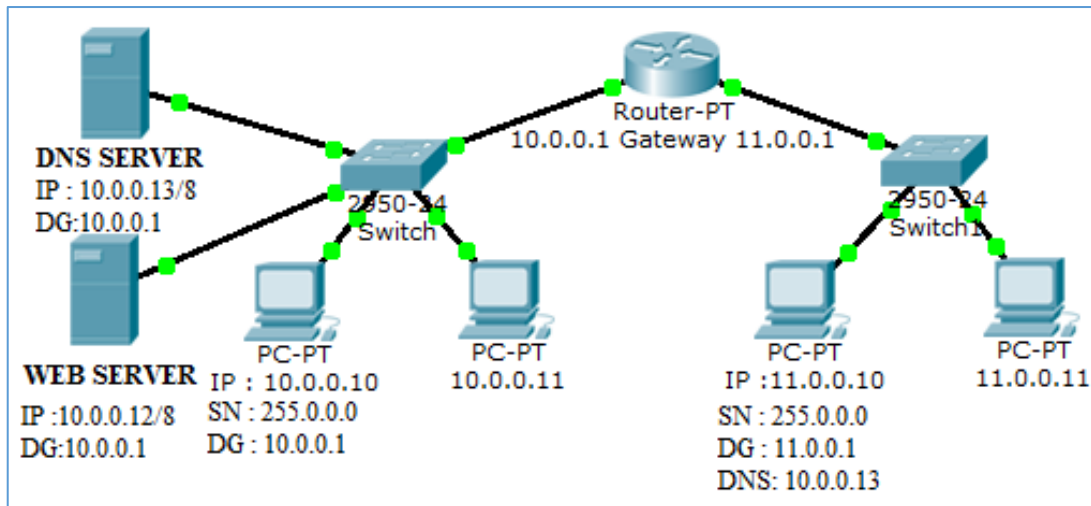 Router-PT
10.0.0.1 Gateway 11.0.0.1
DNS SERVER
IP : 10.0.0.13/8
DG:10.0.0.1
2950-24
Switch
2950-24
Switch1
WEB SERVER
IP :10.0.0.12/8
DG:10.0.0.1
PC-PT
IP : 10.0.0.10
SN : 255.0.0.0
DG : 10.0.0.1
PC-PT
10.0.0.11
PC-PT
IP :11.0.0.10
SN : 255.0.0.0
DG : 11.0.0.1
DNS: 10.0.0.13
PC-PT
11.0.0.11